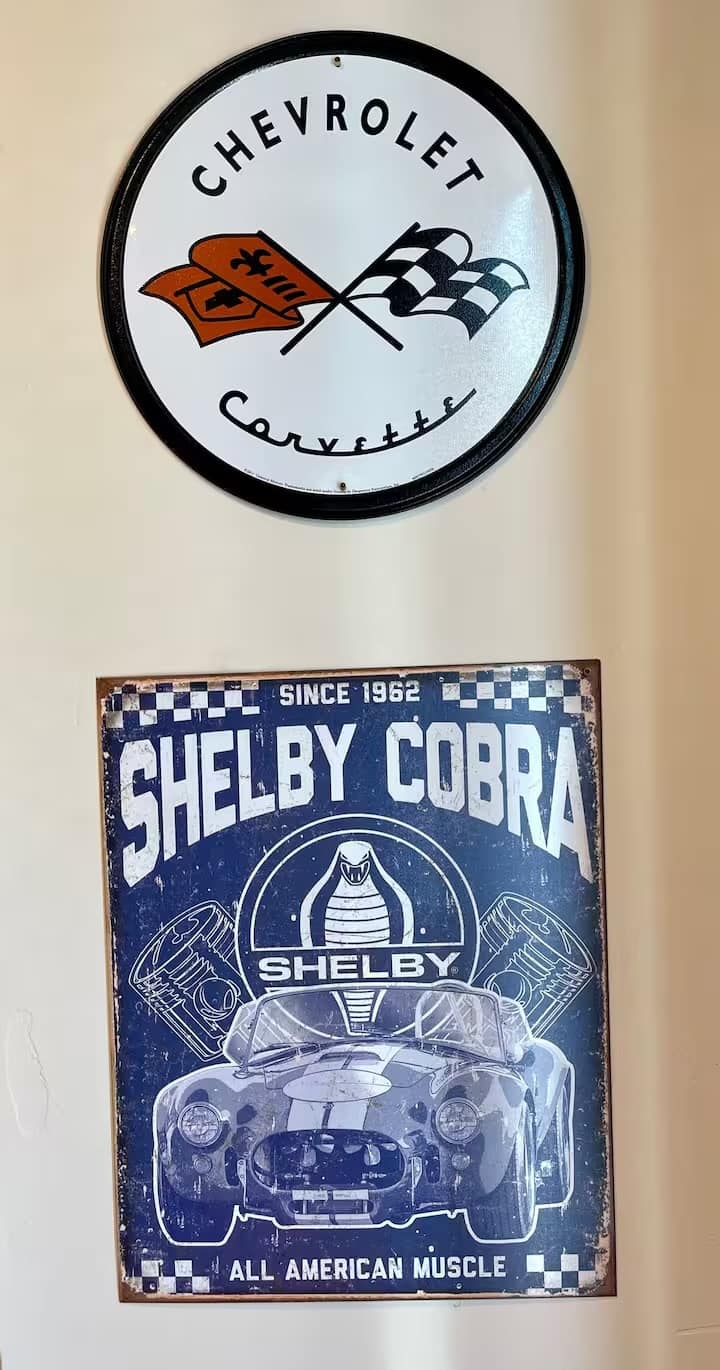 CHEVROLET
Corvette
SINCE 1962
SHELBY COBRA
SHELBY®
ALL AMERICAN MUSCLE